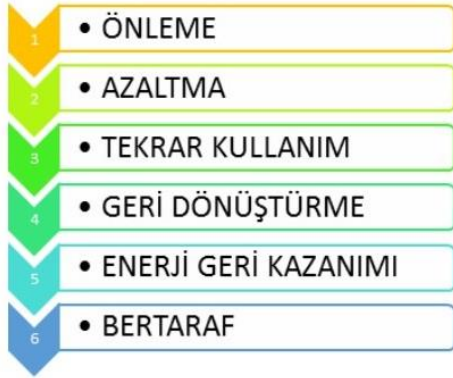 1 • ÖNLEME
2 • AZALTMA
3 • TEKRAR KULLANIM
4 • GERİ DÖNÜŞTÜRME
5 • ENERJİ GERİ KAZANIMI
6 • BERTARAF